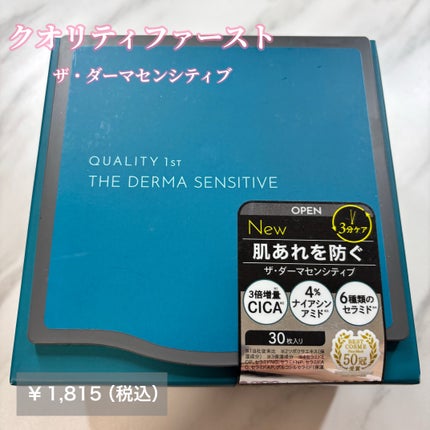 クオリティファースト
ザ・ダーマセンシティブ
QUALITY 1ST
THE DERMA SENSITIVE
OPEN
New
3分ケア
肌あれを防ぐ
ザ・ダーマセンシティブ
3倍増量
CICA
4%
ナイアシン
アミド
6種類の
セラミド
30枚入り
BEST
COSME
50冠
受賞
￥1,815（税込）